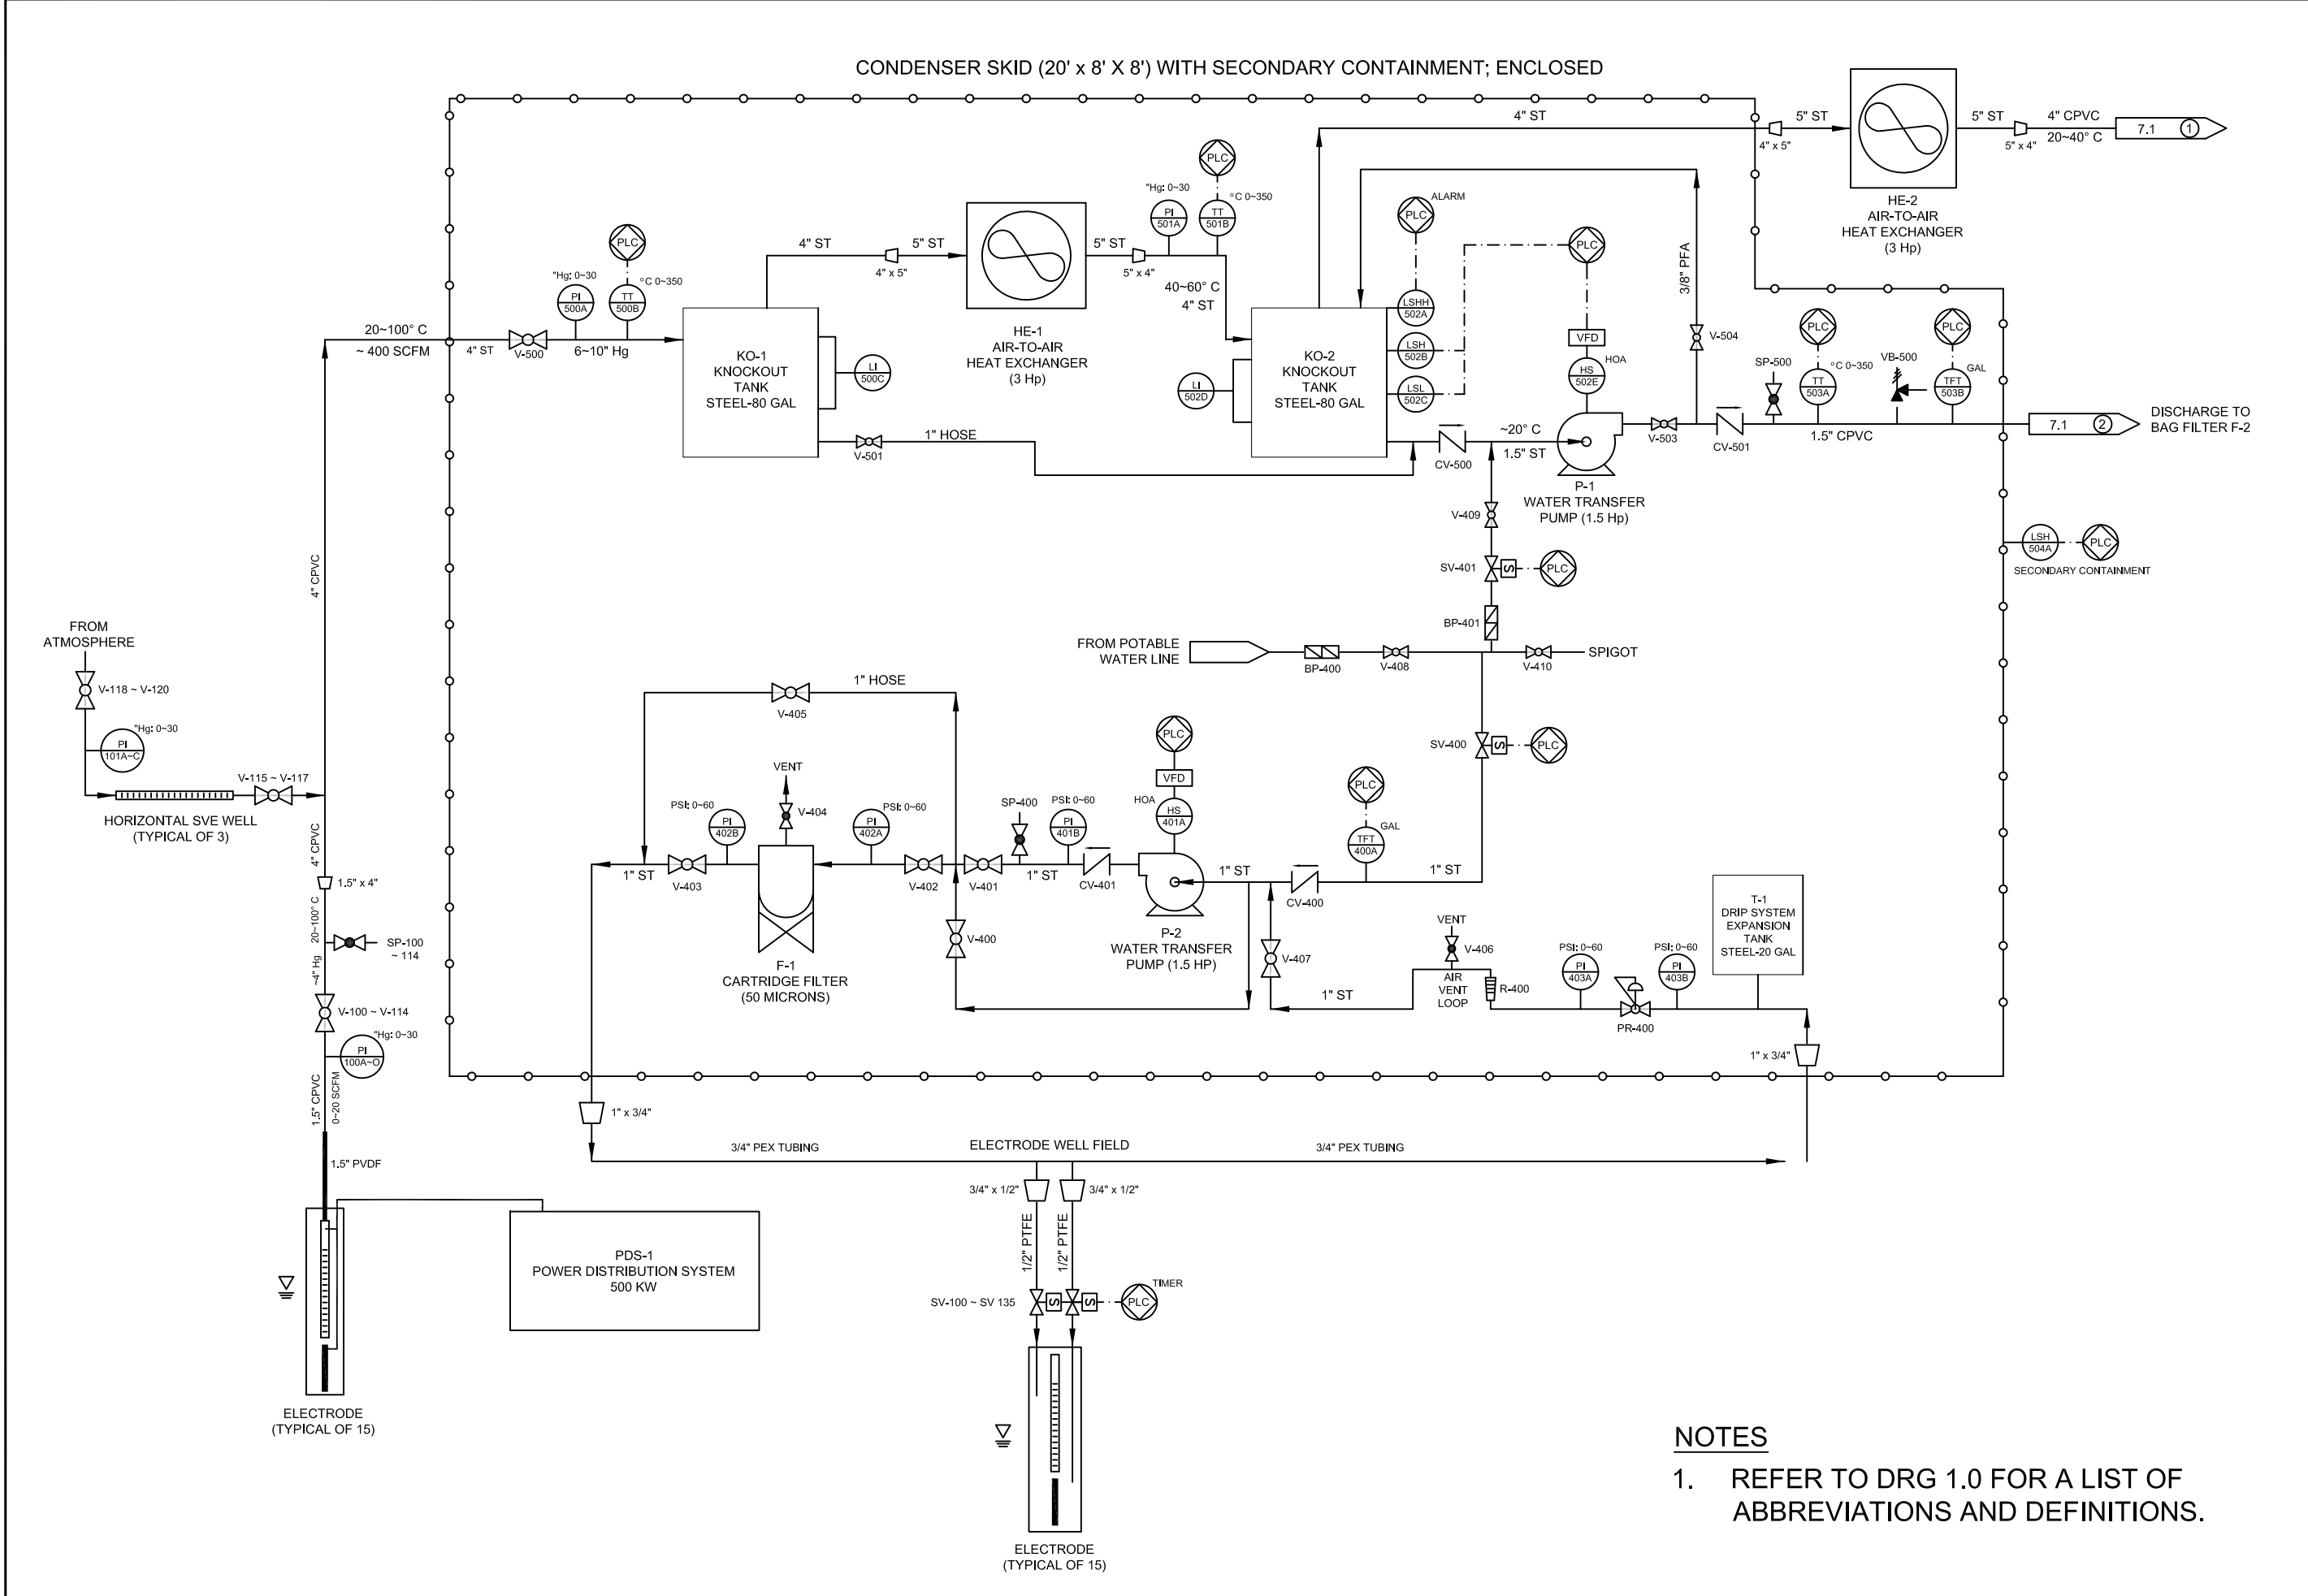 CONDENSER SKID (20' x 8' X 8') WITH SECONDARY CONTAINMENT; ENCLOSED
4" ST
5" ST
4" x 5"
HE-2
AIR-TO-AIR
HEAT EXCHANGER
(3 Hp)
5" ST
5" x 4"
4" CPVC
20~40° C
7.1 1
20~100° C
~ 400 SCFM
4" ST
V-500
"Hg: 0~30
PI
500A
PLC
°C 0~350
TT
500B
6~10" Hg
KO-1
KNOCKOUT
TANK
STEEL-80 GAL
LI
500C
V-501
1" HOSE
4" ST
4" x 5"
5" ST
HE-1
AIR-TO-AIR
HEAT EXCHANGER
(3 Hp)
5" ST
5" x 4"
"Hg: 0~30
PI
501A
PLC
°C 0~350
TT
501B
40~60° C
4" ST
KO-2
KNOCKOUT
TANK
STEEL-80 GAL
LI
502D
PLC
ALARM
LSHH
502A
LSH
502B
LSL
502C
PLC
VFD
HOA
HS
502E
CV-500
~20° C
1.5" ST
P-1
WATER TRANSFER
PUMP (1.5 Hp)
V-503
3/8" PFA
V-504
CV-501
SP-500
PLC
°C 0~350
TT
503A
1.5" CPVC
VB-500
PLC
GAL
TFT
503B
7.1 2
DISCHARGE TO
BAG FILTER F-2
LSH
504A
PLC
SECONDARY CONTAINMENT
V-409
SV-401
S
PLC
BP-401
FROM POTABLE
WATER LINE
BP-400
V-408
V-410
SPIGOT
SV-400
S
PLC
FROM
ATMOSPHERE
V-118 ~ V-120
"Hg: 0~30
PI
101A~C
HORIZONTAL SVE WELL
(TYPICAL OF 3)
V-115 ~ V-117
4" CPVC
4" CPVC
1.5" x 4"
20~100° C
~4" Hg
SP-100
~ 114
V-100 ~ V-114
"Hg: 0~30
PI
100A~O
1.5" CPVC
0~20 SCFM
1.5" PVDF
ELECTRODE
(TYPICAL OF 15)
PDS-1
POWER DISTRIBUTION SYSTEM
500 KW
V-405
1" HOSE
1" ST
V-403
PSI: 0~60
PI
402B
VENT
V-404
F-1
CARTRIDGE FILTER
(50 MICRONS)
PSI: 0~60
PI
402A
V-402
V-401
V-400
SP-400
1" ST
PSI: 0~60
PI
401B
CV-401
PLC
VFD
HOA
HS
401A
P-2
WATER TRANSFER
PUMP (1.5 HP)
1" ST
CV-400
PLC
GAL
TFT
400A
1" ST
V-407
1" ST
VENT
V-406
AIR
VENT
LOOP
R-400
PSI: 0~60
PI
403A
PR-400
PSI: 0~60
PI
403B
T-1
DRIP SYSTEM
EXPANSION
TANK
STEEL-20 GAL
1" x 3/4"
1" x 3/4"
3/4" PEX TUBING
ELECTRODE WELL FIELD
3/4" PEX TUBING
3/4" x 1/2"
3/4" x 1/2"
1/2" PTFE
1/2" PTFE
SV-100 ~ SV 135
S
S
PLC
TIMER
ELECTRODE
(TYPICAL OF 15)
NOTES
1. REFER TO DRG 1.0 FOR A LIST OF
ABBREVIATIONS AND DEFINITIONS.